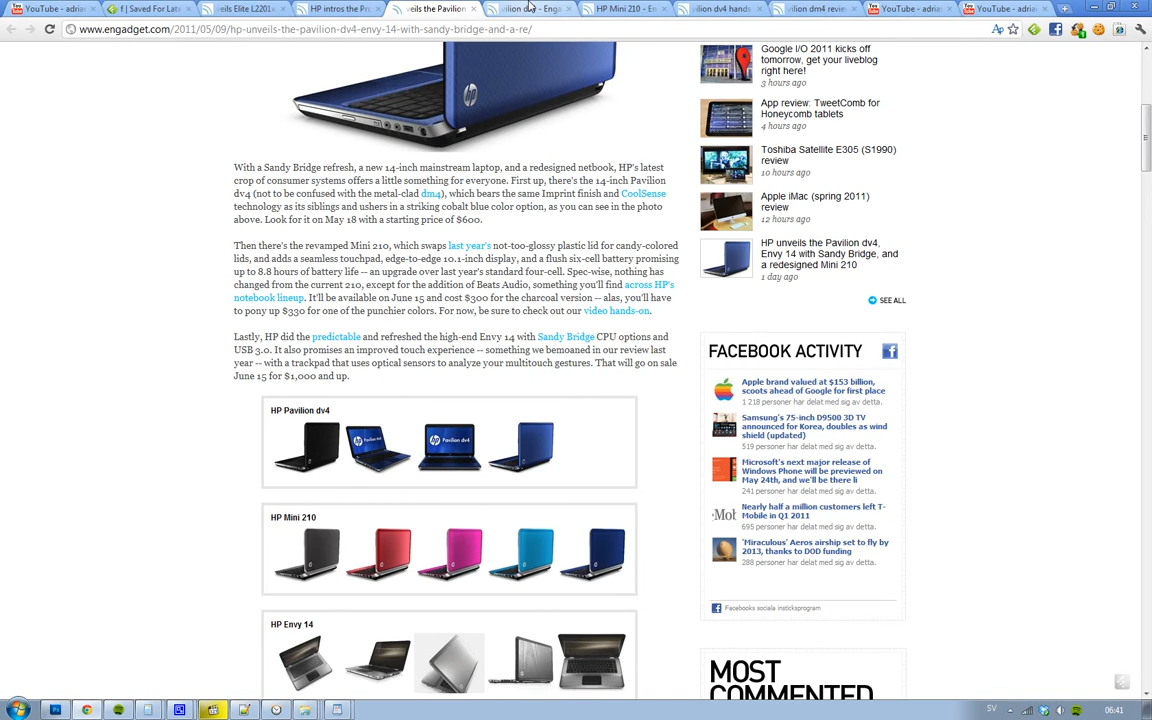 YouTube - adria
f | Saved For Late
veils Elite L2201x
HP intros the Pro
veils the Pavilion
vilion dv4 - Enga
HP Mini 210 - En
vilion dv4 hands
vilion dm4 review
YouTube - adria
YouTube - adria
www.engadget.com/2011/05/09/hp-unveils-the-pavilion-dv4-envy-14-with-sandy-bridge-and-a-re/
With a Sandy Bridge refresh, a new 14-inch mainstream laptop, and a redesigned netbook, HP's latest
crop of consumer systems offers a little something for everyone. First up, there's the 14-inch Pavilion
dv4 (not to be confused with the metal-clad dm4), which bears the same Imprint finish and CoolSense
technology as its siblings and ushers in a striking cobalt blue color option, as you can see in the photo
above. Look for it on May 18 with a starting price of $600.
Then there's the revamped Mini 210, which swaps last year's not-too-glossy plastic lid for candy-colored
lids, and adds a seamless touchpad, edge-to-edge 10.1-inch display, and a flush six-cell battery promising
up to 8.8 hours of battery life -- an upgrade over last year's standard four-cell. Spec-wise, nothing has
changed from the current 210, except for the addition of Beats Audio, something you'll find across HP's
notebook lineup. It'll be available on June 15 and cost $300 for the charcoal version -- alas, you'll have
to pony up $330 for one of the punchier colors. For now, be sure to check out our video hands-on.
Lastly, HP did the predictable and refreshed the high-end Envy 14 with Sandy Bridge CPU options and
USB 3.0. It also promises an improved touch experience -- something we bemoaned in our review last
year -- with a trackpad that uses optical sensors to analyze your multitouch gestures. That will go on sale
June 15 for $1,000 and up.
HP Pavilion dv4
HP Mini 210
HP Envy 14
Google I/O 2011 kicks off
tomorrow, get your liveblog
right here!
3 hours ago
App review: TweetComb for
Honeycomb tablets
4 hours ago
Toshiba Satellite E305 (S1990)
review
10 hours ago
Apple iMac (spring 2011)
review
12 hours ago
HP unveils the Pavilion dv4,
Envy 14 with Sandy Bridge, and
a redesigned Mini 210
1 day ago
SEE ALL
FACEBOOK ACTIVITY
Apple brand valued at $153 billion,
scoots ahead of Google for first place
1 218 personer har delat med sig av detta.
Samsung's 75-inch D9500 3D TV
announced for Korea, doubles as wind
shield (updated)
519 personer har delat med sig av detta.
Microsoft's next major release of
Windows Phone will be previewed on
May 24th, and we'll be there li
241 personer har delat med sig av detta.
Nearly half a million customers left T-
Mobile in Q1 2011
695 personer har delat med sig av detta.
'Miraculous' Aeros airship set to fly by
2013, thanks to DOD funding
288 personer har delat med sig av detta.
Facebooks sociala insticksprogram
MOST
COMMENTED
SV
06:41